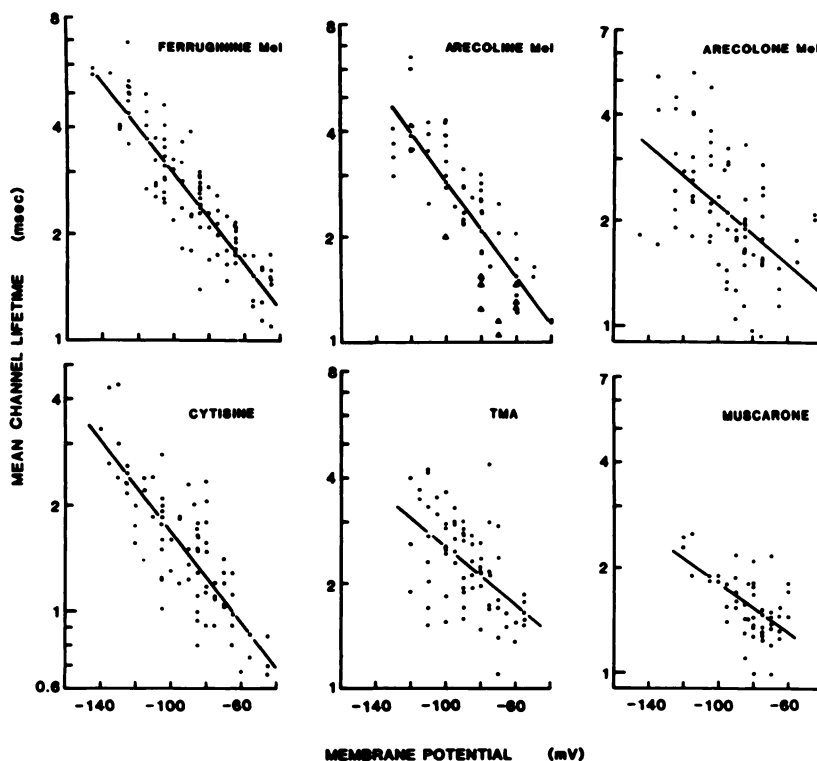 FERRUGININE MeI
ARECOLINE MeI
ARECOLONE MeI
8
4
2
1
8
4
2
1
7
4
2
1
MEAN CHANNEL LIFETIME (msec)
CYTISINE
TMA
MUSCARONE
4
2
1
0.6
8
4
2
1
7
4
2
1
-140 -100 -60
-140 -100 -60
-140 -100 -60
MEMBRANE POTENTIAL (mV)